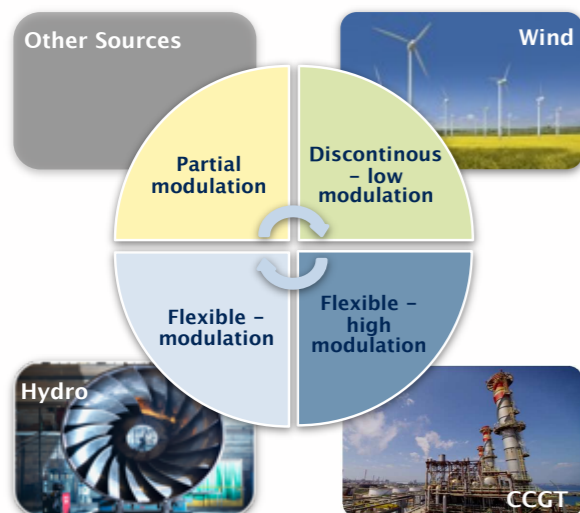 Other Sources
Wind
Partial
modulation
Discontinous
– low
modulation
Flexible –
modulation
Flexible –
high
modulation
Hydro
CCGT